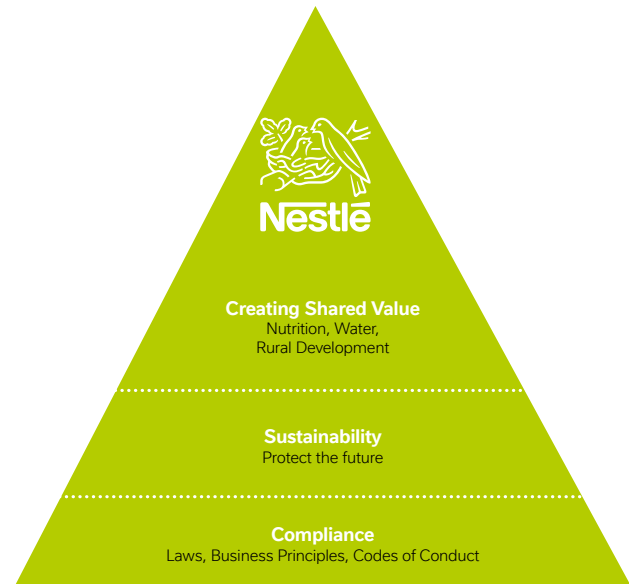 Nestlé
Creating Shared Value
Nutrition, Water,
Rural Development
Sustainability
Protect the future
Compliance
Laws, Business Principles, Codes of Conduct